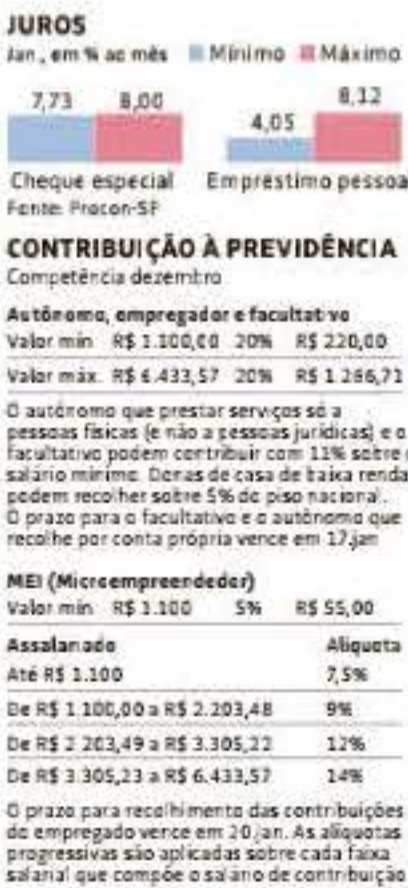 JUROS
Jan., em % ao mês Mínimo Máximo
7,73 8,00 4,05 8,12
Cheque especial Empréstimo pessoa
Fonte: Procon-SP
CONTRIBUIÇÃO À PREVIDÊNCIA
Competência dezembro
Autônomo, empregador e facultativo
Valor min R$ 1.100,00 20% R$ 220,00
Valor máx. R$ 6.433,57 20% R$ 1.286,71
O autônomo que prestar serviços só a
pessoas físicas (e não a pessoas jurídicas) e o
facultativo podem contribuir com 11% sobre o
salário mínimo. Donas de casa de baixa renda
podem recolher sobre 5% do piso nacional.
O prazo para o facultativo e o autônomo que
recolhe por conta própria vence em 17.jan
MEI (Microempreendedor)
Valor min R$ 1.100 5% R$ 55,00
Assalariado Alíquota
Até R$ 1.100 7,5%
De R$ 1.100,00 a R$ 2.203,48 9%
De R$ 2.203,49 a R$ 3.305,22 12%
De R$ 3.305,23 a R$ 6.433,57 14%
O prazo para recolhimento das contribuições
do empregado vence em 20.jan. As alíquotas
progressivas são aplicadas sobre cada faixa
salarial que compõe o salário de contribuição